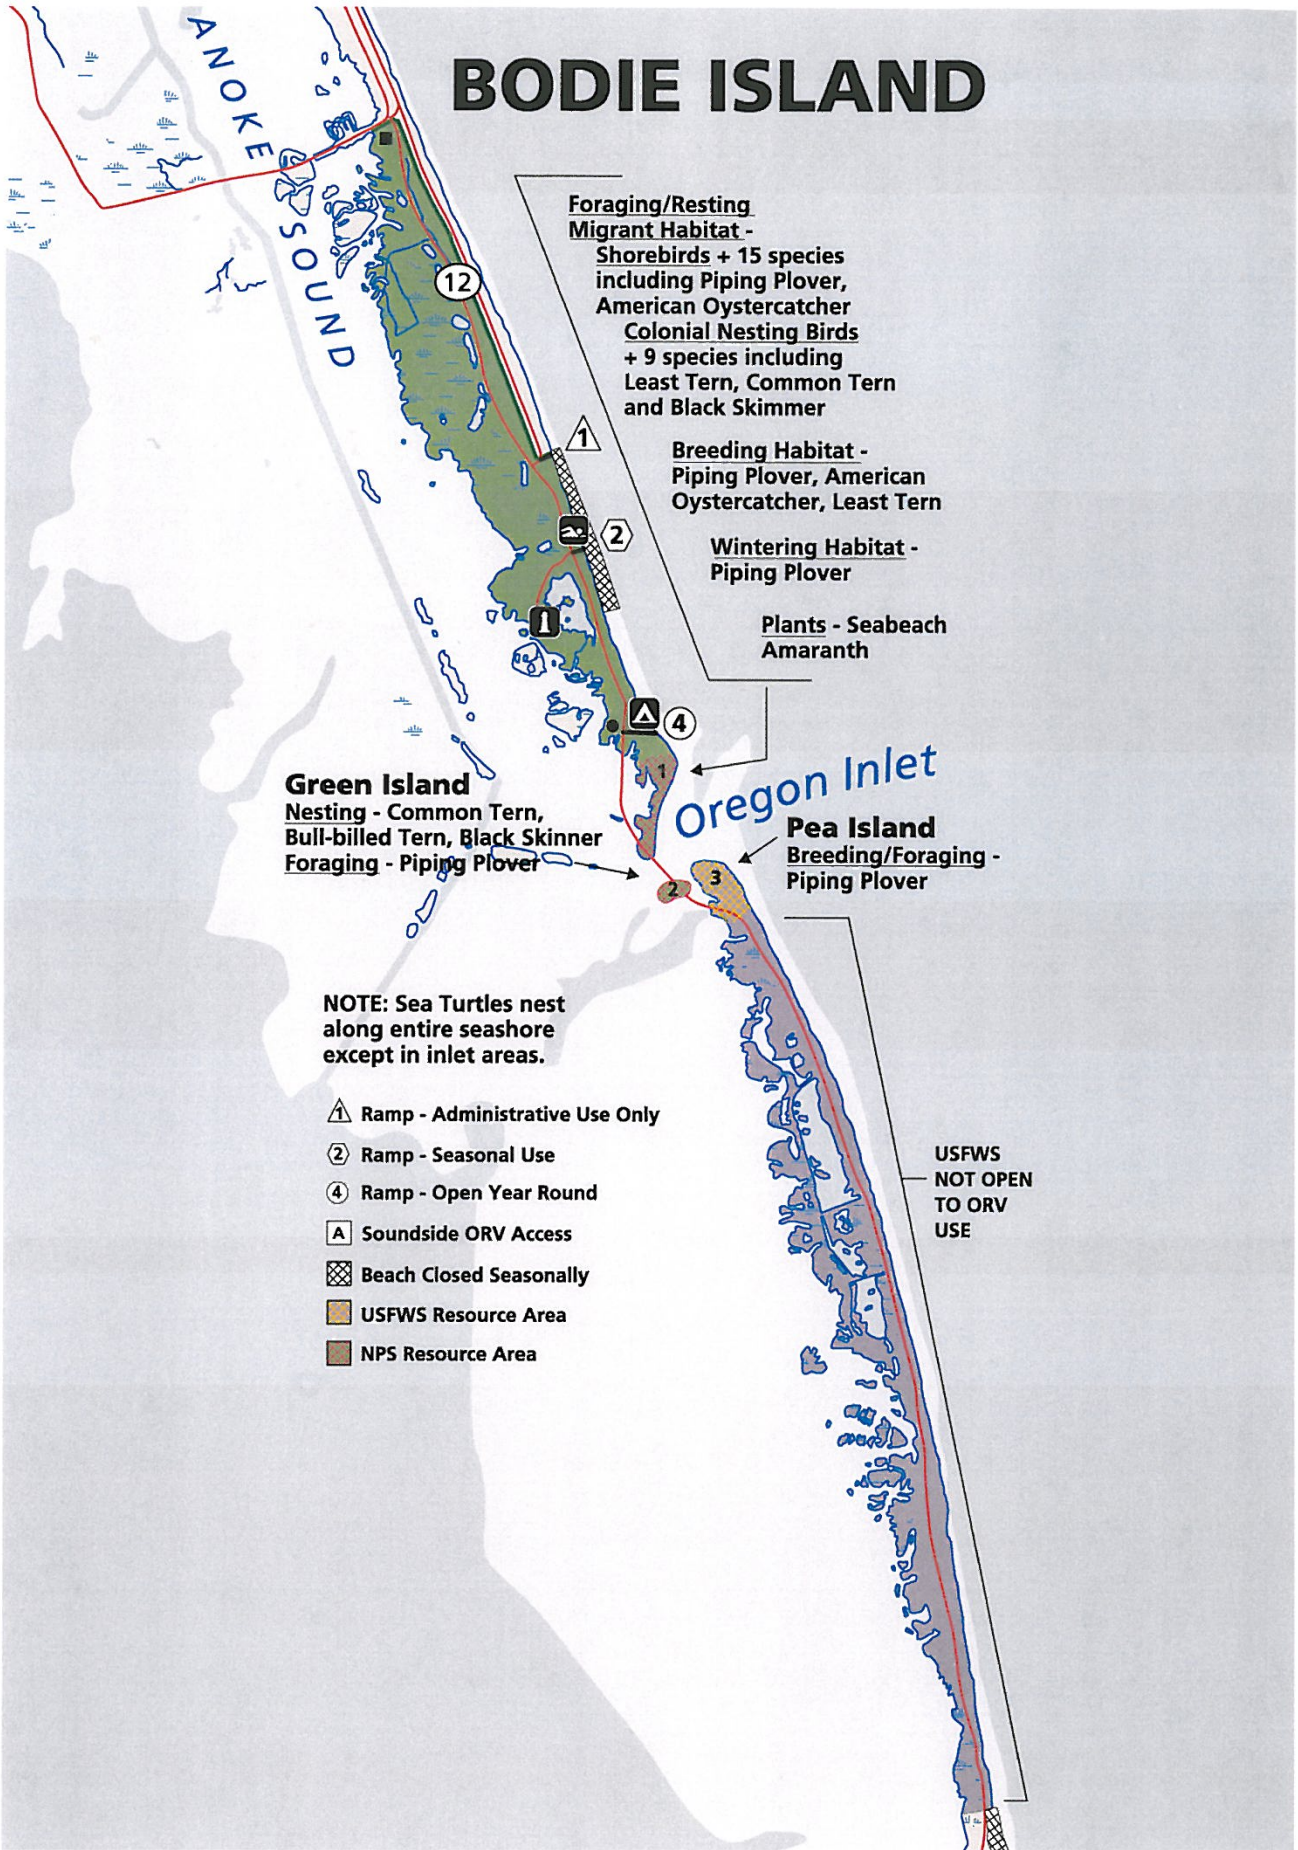 BODIE ISLAND
ANOKE
SOUND
12
Foraging/Resting
Migrant Habitat -
Shorebirds + 15 species
including Piping Plover,
American Oystercatcher
Colonial Nesting Birds
+ 9 species including
Least Tern, Common Tern
and Black Skimmer
1
Breeding Habitat -
Piping Plover, American
Oystercatcher, Least Tern
2
Wintering Habitat -
Piping Plover
Plants - Seabeach
Amaranth
4
1
Oregon Inlet
Green Island
Nesting - Common Tern,
Bull-billed Tern, Black Skinner
Foraging - Piping Plover
Pea Island
Breeding/Foraging -
Piping Plover
3
2
NOTE: Sea Turtles nest
along entire seashore
except in inlet areas.
1 Ramp - Administrative Use Only
2 Ramp - Seasonal Use
4 Ramp - Open Year Round
A Soundside ORV Access
Beach Closed Seasonally
USFWS Resource Area
NPS Resource Area
USFWS
NOT OPEN
TO ORV
USE